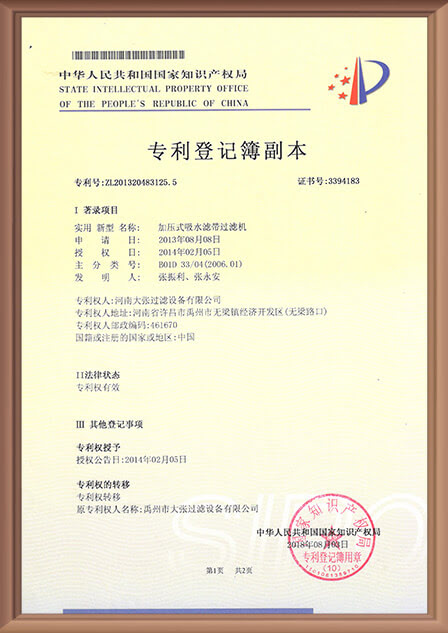 中华人民共和国国家知识产权局
STATE INTELLECTUAL PROPERTY OFFICE
OF THE PEOPLE'S REPUBLIC OF CHINA
专利登记簿副本
专利号:ZL201320483125.5 证书号:3394183
I 著录项目
实用 新型 名称: 加压式吸水滤带过滤机
申 请 日: 2013年08月08日
授 权 日: 2014年02月05日
主 分 类 号: B01D 33/04(2006.01)
发 明 人: 张振利、张永安
专利权人:河南大张过滤设备有限公司
专利权人地址:河南省许昌市禹州市无梁镇经济开发区(无梁路口)
专利权人邮政编码:461670
国籍或注册的国家或地区:中国
II法律状态
专利权有效
III 其他登记事项
专利权授予
授权公告日:2014年02月05日
专利权的转移
专利权转移
原专利权人名称:禹州市大张过滤设备有限公司
中华人民共和国国家知识产权局
2018年08月03日
专利登记簿用章
(10)
第1页 共2页